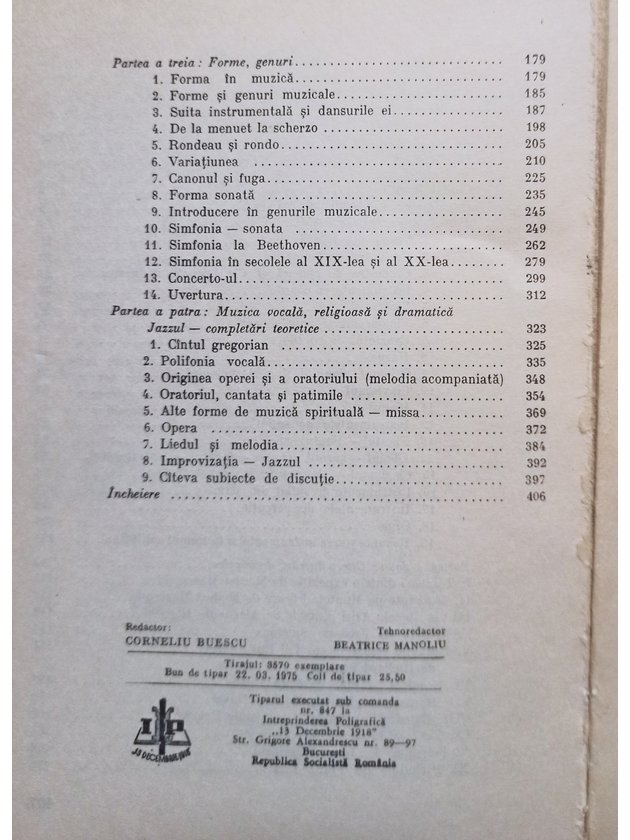 Partea a treia : Forme, genuri ............................ 179
1. Forma în muzică ............................ 179
2. Forme și genuri muzicale ............................ 185
3. Suita instrumentală și dansurile ei ............................ 187
4. De la menuet la scherzo ............................ 198
5. Rondeau și rondo ............................ 205
6. Variațiunea ............................ 210
7. Canonul și fuga ............................ 225
8. Forma sonată ............................ 235
9. Introducere în genurile muzicale ............................ 245
10. Simfonia — sonata ............................ 249
11. Simfonia la Beethoven ............................ 262
12. Simfonia în secolele al XIX-lea și al XX-lea ............................ 279
13. Concerto-ul ............................ 299
14. Uvertura ............................ 312
Partea a patra : Muzica vocală, religioasă și dramatică
Jazzul — completări teoretice ............................ 323
1. Cîntul gregorian ............................ 325
2. Polifonia vocală ............................ 335
3. Originea operei și a oratoriului (melodia acompaniată) 348
4. Oratoriul, cantata și patimile ............................ 354
5. Alte forme de muzică spirituală — missa ............................ 369
6. Opera ............................ 372
7. Liedul și melodia ............................ 384
8. Improvizația — Jazzul ............................ 392
9. Cîteva subiecte de discuție ............................ 397
Încheiere ............................ 406
Redactor:
CORNELIU BUESCU
Tehnoredactor
BEATRICE MANOLIU
Tirajul: 3570 exemplare
Bun de tipar 22. 03. 1975 Coli de tipar 25,50
I P
13 DECEMBRIE 1918
Tiparul executat sub comanda
nr. 847 la
Intreprinderea Poligrafică
„13 Decembrie 1918"
Str. Grigore Alexandrescu nr. 89—97
București
Republica Socialistă România